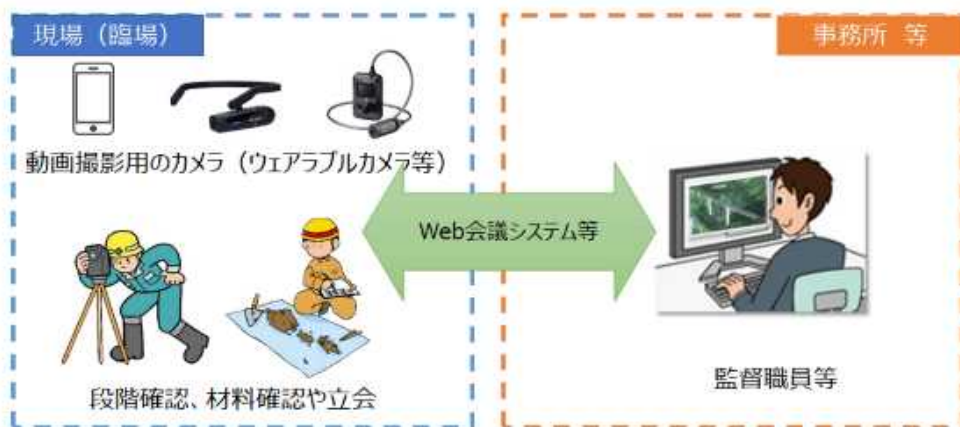 現場（臨場）
事務所 等
動画撮影用のカメラ（ウェアラブルカメラ等）
Web会議システム等
段階確認、材料確認や立会
監督職員等